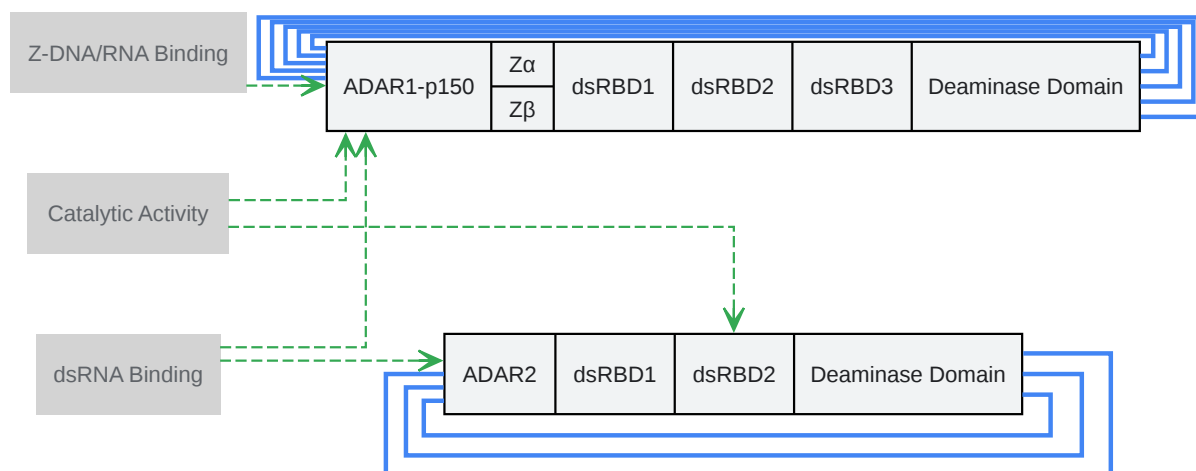 Z-DNA/RNA Binding
ADAR1-p150
Zα
Zβ
dsRBD1
dsRBD2
dsRBD3
Deaminase Domain
Catalytic Activity
dsRNA Binding
ADAR2
dsRBD1
dsRBD2
Deaminase Domain